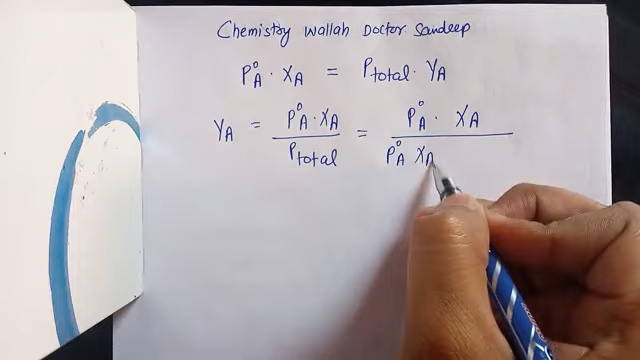 Chemistry Wallah Doctor Sandeep
P°A · XA = Ptotal · YA
YA = P°A · XA / Ptotal = P°A · XA / P°A XA